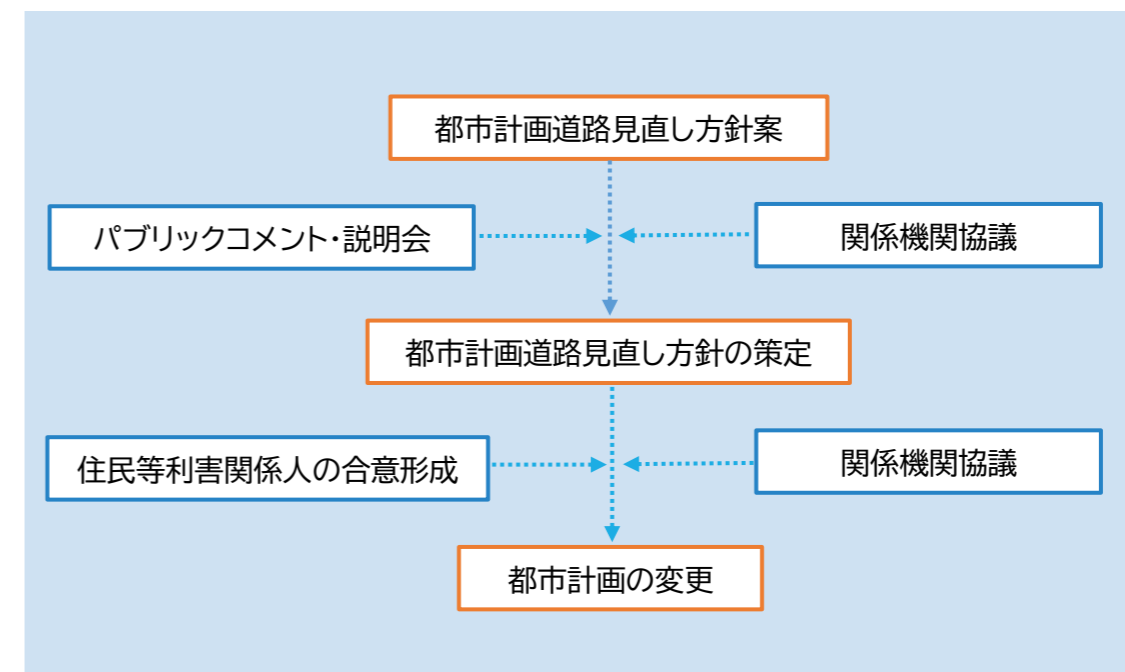 都市計画道路見直し方針案
パブリックコメント・説明会
関係機関協議
都市計画道路見直し方針の策定
住民等利害関係人の合意形成
関係機関協議
都市計画の変更